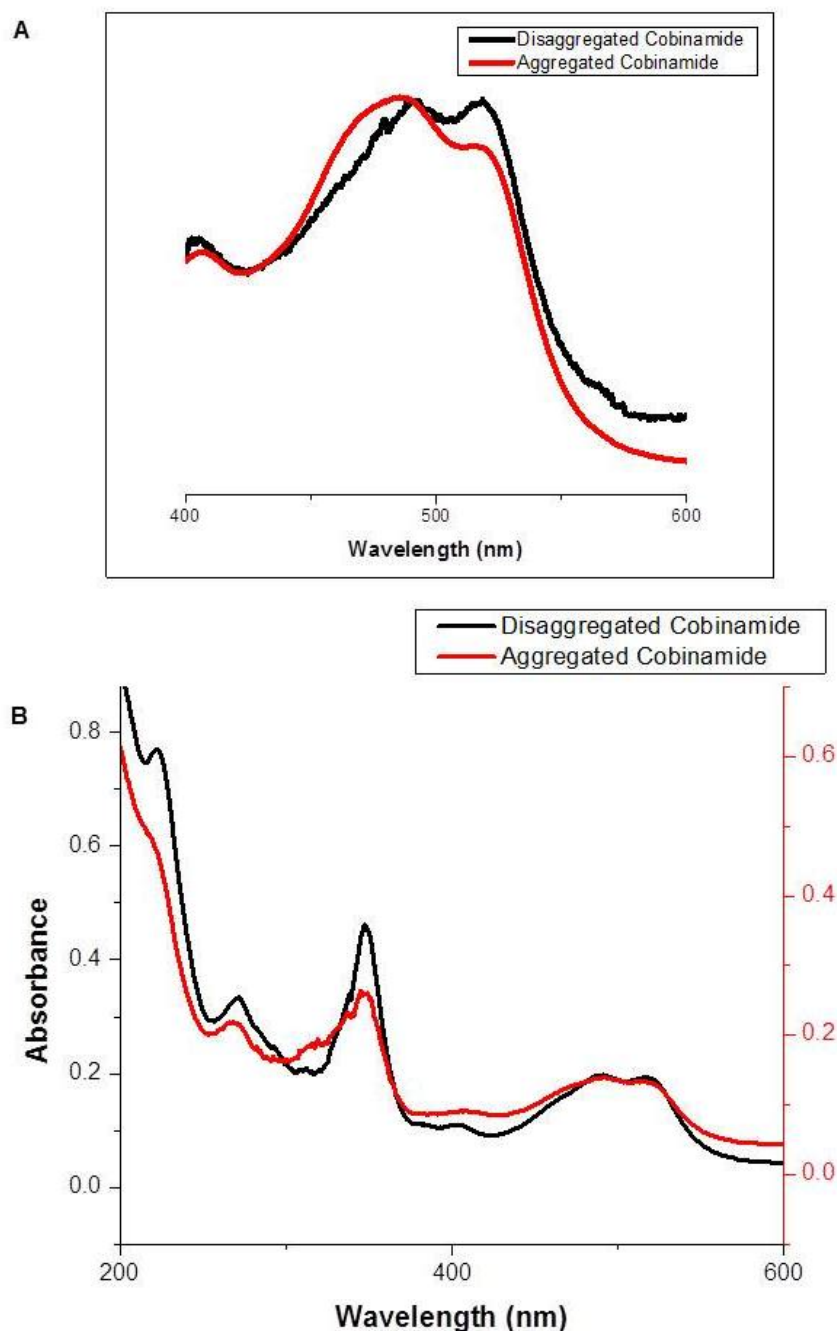 A
Disaggregated Cobinamide
Aggregated Cobinamide
400
500
600
Wavelength (nm)
Disaggregated Cobinamide
Aggregated Cobinamide
B
0.8
0.6
0.4
0.2
0.0
Absorbance
0.6
0.4
0.2
0.0
200
400
600
Wavelength (nm)